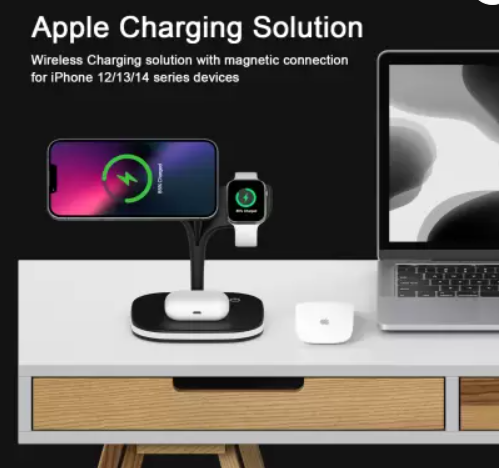 Apple Charging Solution
Wireless Charging solution with magnetic connection
for iPhone 12/13/14 series devices